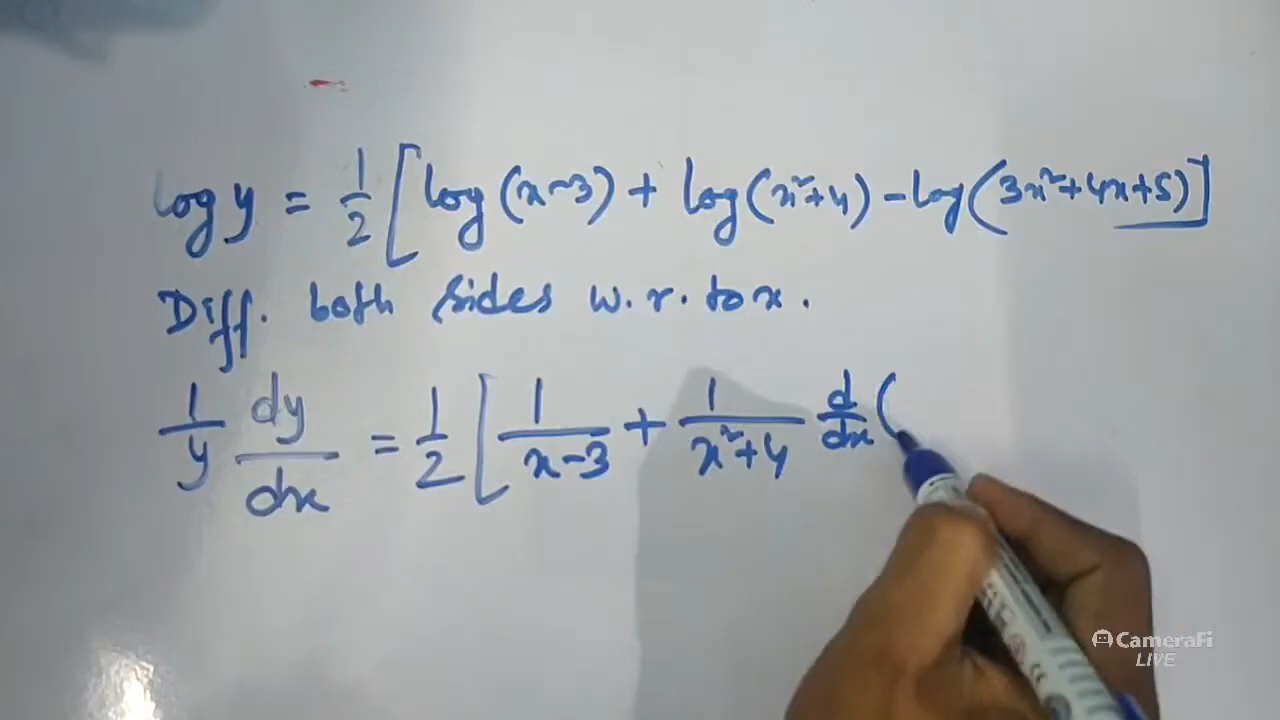 log y = 1/2 [log(x-3) + log(x²+4) - log(3x²+4x+5)]
Diff. both sides w.r. to x.
1/y dy/dx = 1/2 [1/(x-3) + 1/(x²+4) d/dx (
CameraFi
LIVE